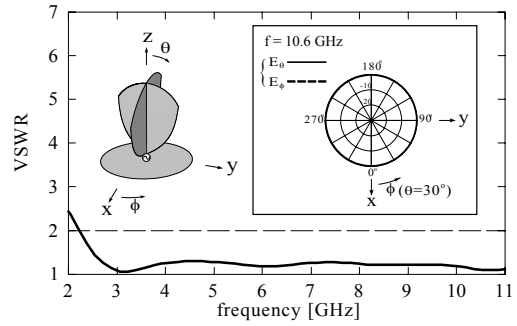 VSWR
7
6
5
4
3
2
1
2 3 4 5 6 7 8 9 10 11
frequency [GHz]
z
θ
y
x
ϕ
f = 10.6 GHz
Eθ
Eϕ
180°
-10
-20
270°
90°
y
0°
x
ϕ (θ=30°)